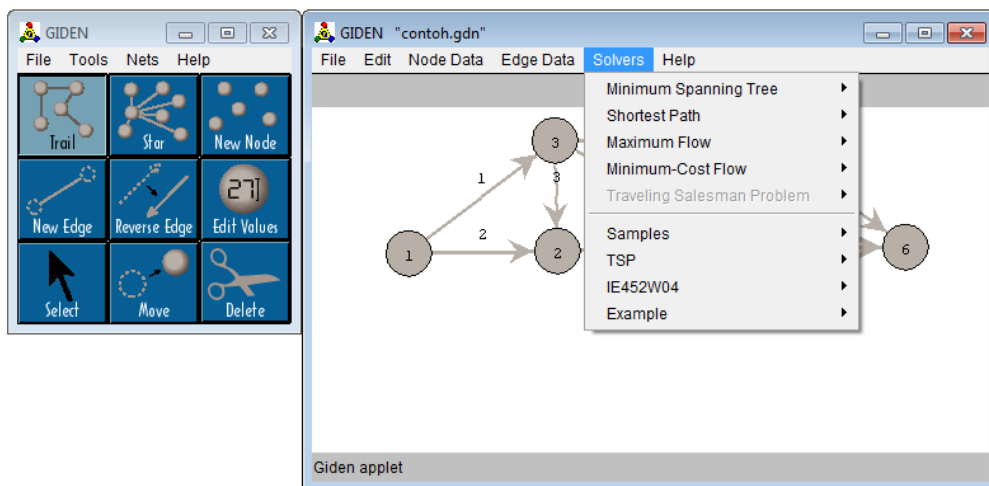 GIDEN
File Tools Nets Help
Trail Star New Node
New Edge Reverse Edge 27 Edit Values
Select Move Delete
GIDEN "contoh.gdn"
File Edit Node Data Edge Data Solvers Help
Minimum Spanning Tree
Shortest Path
Maximum Flow
Minimum-Cost Flow
Traveling Salesman Problem
Samples
TSP
IE452W04
Example
3
1 3
2
1 2 6
Giden applet